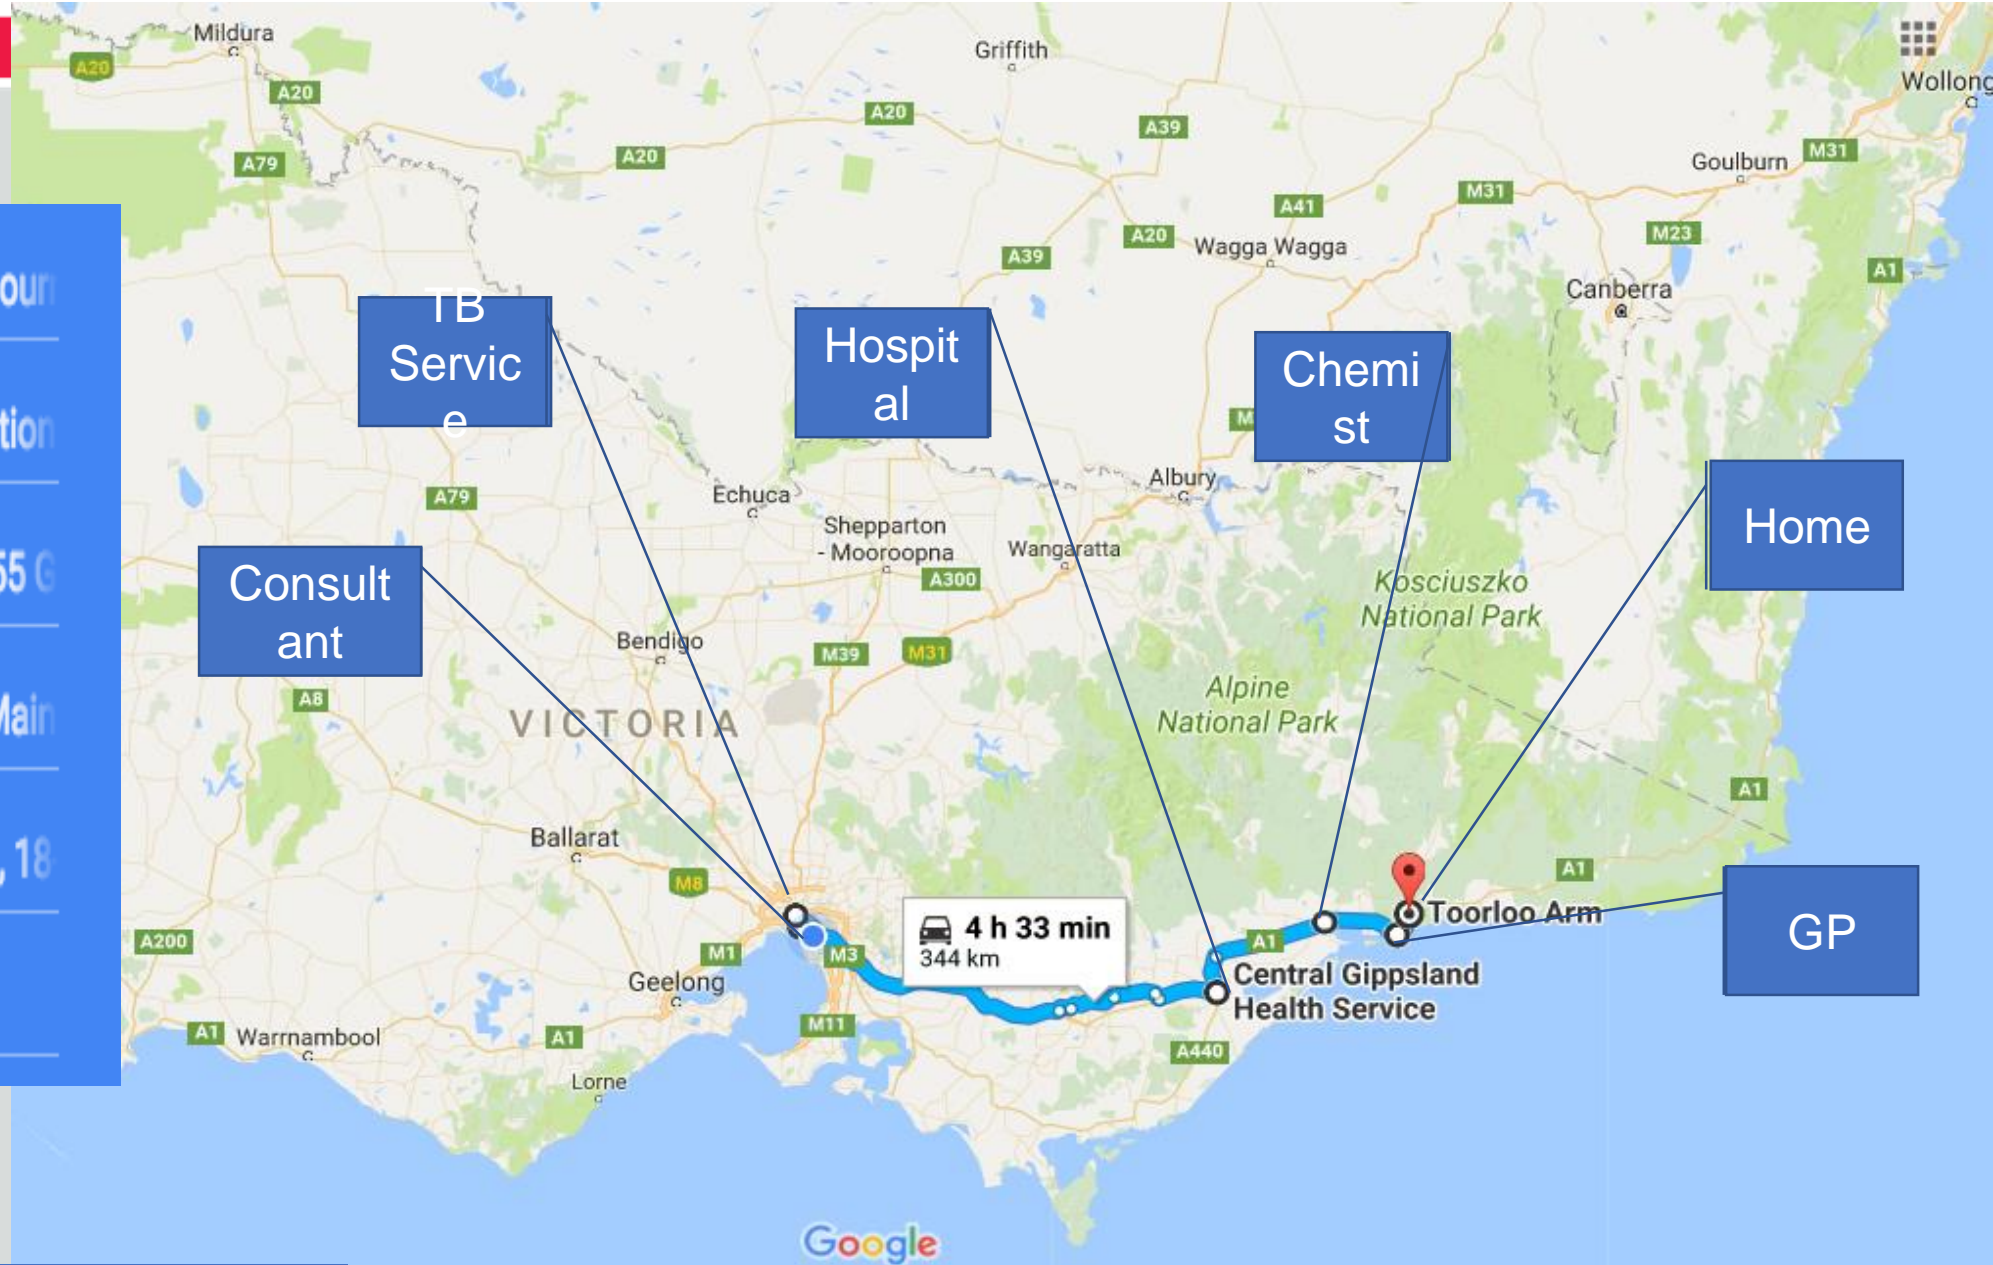 Mildura
A20
A20
Griffith
Wollong
A20
A39
A79
A20
Goulburn
M31
M31
A41
A20
M23
A39
Wagga Wagga
A1
Canberra
TB
Servic
e
Hospit
al
Chemi
st
Albury
Home
A79
Echuca
Shepparton
- Mooroopna
Wangaratta
A300
Consult
ant
Kosciuszko
National Park
Bendigo
M39
M31
A8
Alpine
National Park
VICTORIA
A1
Ballarat
M8
A1
4 h 33 min
344 km
Toorloo Arm
GP
A200
M1
M3
A1
Geelong
Central Gippsland
Health Service
A1
Warrnambool
A1
M11
A440
Lorne
Google
, 18